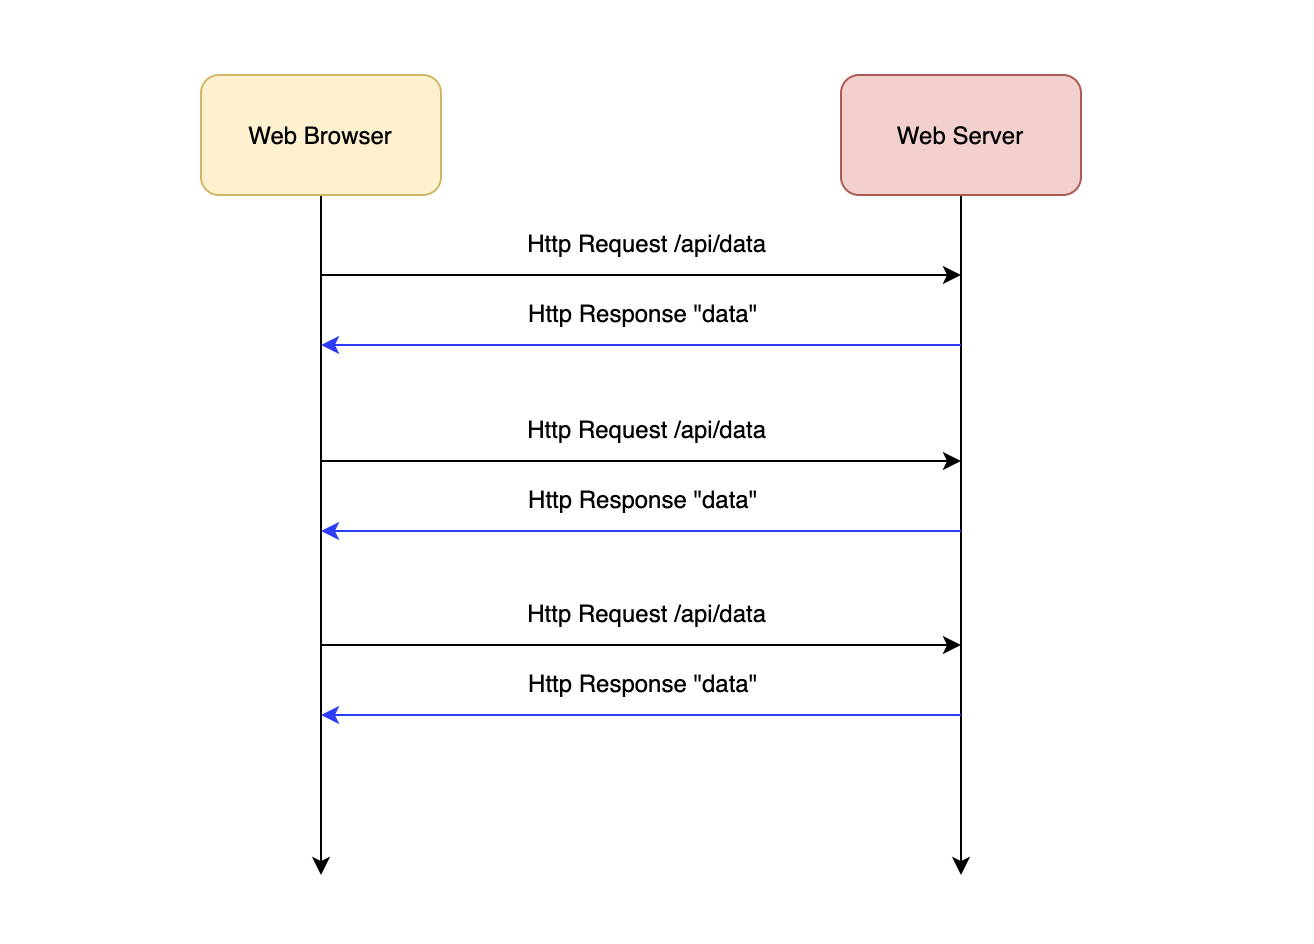 Web Browser
Web Server
Http Request /api/data
Http Response "data"
Http Request /api/data
Http Response "data"
Http Request /api/data
Http Response "data"